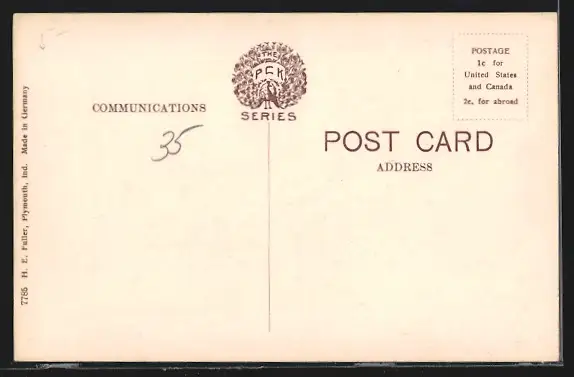 5-
THE
PCK
SERIES
COMMUNICATIONS
35
POST CARD
ADDRESS
POSTAGE
1c for
United States
and Canada
2c. for abroad
7785 H. E. Fuller, Plymouth, Ind. Made in Germany